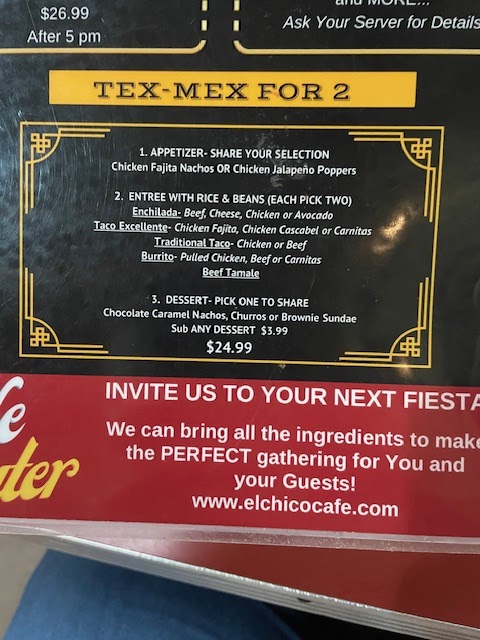 $26.99
After 5 pm
and MORE...
Ask Your Server for Details
TEX-MEX FOR 2
1. APPETIZER- SHARE YOUR SELECTION
Chicken Fajita Nachos OR Chicken Jalapeño Poppers
2. ENTREE WITH RICE & BEANS (EACH PICK TWO)
Enchilada- Beef, Cheese, Chicken or Avocado
Taco Excellente- Chicken Fajita, Chicken Cascabel or Carnitas
Traditional Taco- Chicken or Beef
Burrito- Pulled Chicken, Beef or Carnitas
Beef Tamale
3. DESSERT- PICK ONE TO SHARE
Chocolate Caramel Nachos, Churros or Brownie Sundae
Sub ANY DESSERT $3.99
$24.99
INVITE US TO YOUR NEXT FIESTA
We can bring all the ingredients to make
the PERFECT gathering for You and
your Guests!
www.elchicocafe.com